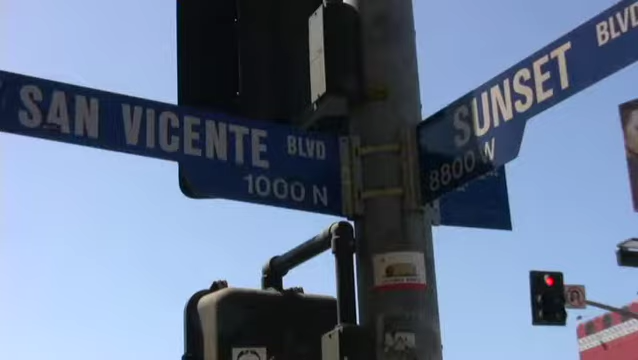 SAN VICENTE BLVD
1000 N
SUNSET BLVD
8800 W